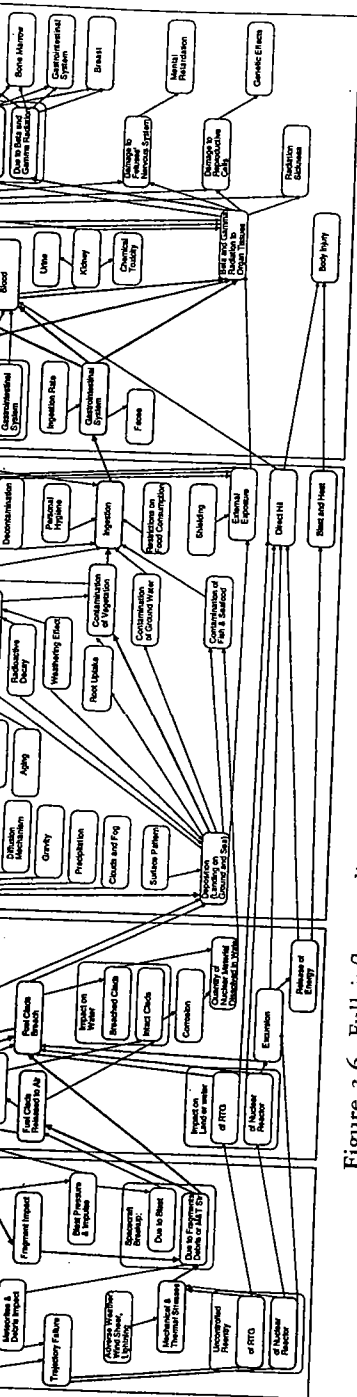 Meteorites &
Debris Impact
Trajectory Failure
Fragment Impact
Blast Pressure
& Impulse
Spacecraft
Breakup:
Due to Blast
Due to Fragments,
Debris or M&T Str
Adverse Weather,
Wind Shear,
Lightning
Mechanical &
Thermal Stresses
Uncontrolled
Reentry
of RTG
of Nuclear
Reactor
Fuel Clads
Released to Air
Fuel Clads
Breach
Impact on
Water
Breached Clads
Intact Clads
Corrosion
Quantity of
Nuclear Material
Dissolved in Water
Impact on
Land or water
of RTG
of Nuclear
Reactor
Excursion
Release of
Energy
Diffusion
Mechanism
Gravity
Precipitation
Clouds and Fog
Surface Pattern
Deposition
(Landing on
Ground and Sea)
Aging
Radioactive
Decay
Weathering Effect
Root Uptake
Contamination
of Vegetation
Contamination
of Ground Water
Contamination of
Fish & Seafood
Decontamination
Personal
Hygiene
Ingestion
Restrictions on
Food Consumption
Shielding
External
Exposure
Direct Hit
Blast and Heat
Gastrointestinal
System
Ingestion Rate
Gastrointestinal
System
Feces
Blood
Urine
Kidney
Chemical
Toxicity
Beta and Gamma
Radiation to
Organ Tissues
Body Injury
Due to Beta and
Gamma Radiation
Damage to
Fetuses'
Nervous System
Damage to
Reproductive
Cells
Radiation
Sickness
Bone Marrow
Gastrointestinal
System
Breast
Mental
Retardation
Genetic Effects
Figure 3.6